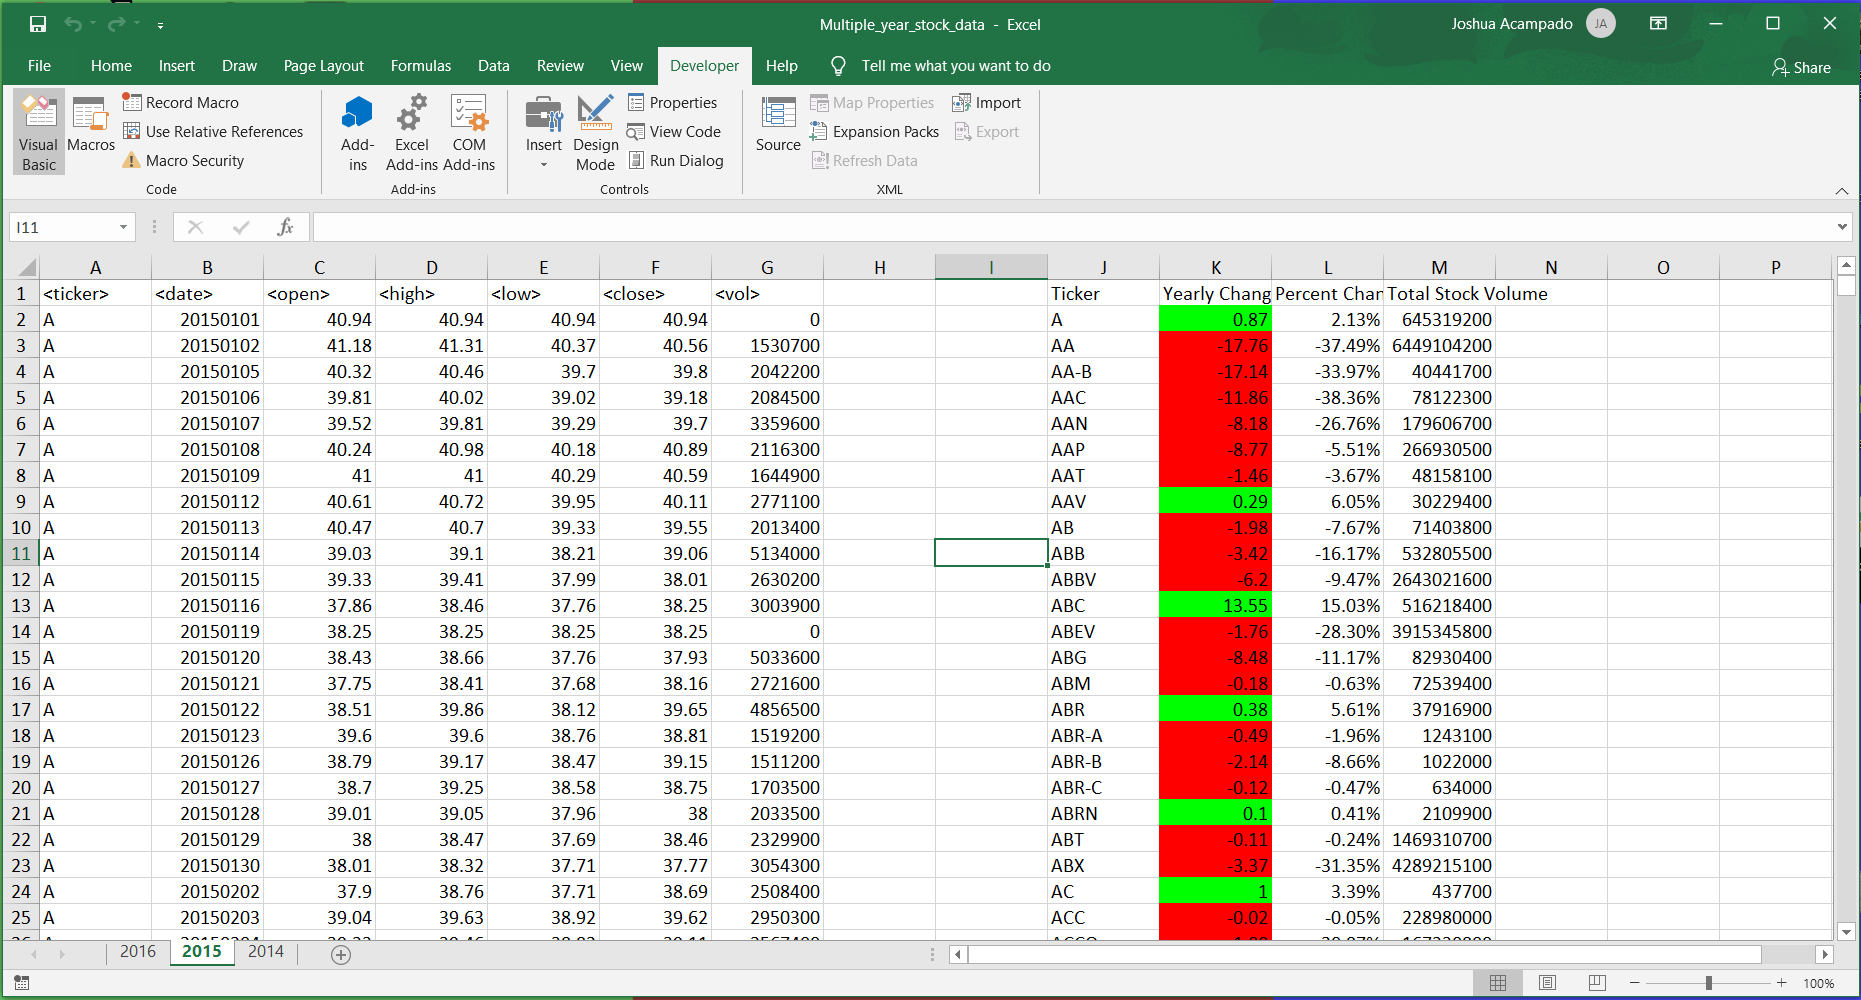 Multiple_year_stock_data - Excel
Joshua Acampado JA
File Home Insert Draw Page Layout Formulas Data Review View Developer Help Tell me what you want to do Share
Visual Basic
Macros
Record Macro
Use Relative References
Macro Security
Code
Add-ins
Excel Add-ins
COM Add-ins
Add-ins
Insert
Design Mode
Properties
View Code
Run Dialog
Controls
Source
Map Properties
Expansion Packs
Refresh Data
Import
Export
XML
I11 fx
A B C D E F G H I J K L M N O P
1 <ticker> <date> <open> <high> <low> <close> <vol> Ticker Yearly Chang Percent Chan Total Stock Volume
2 A 20150101 40.94 40.94 40.94 40.94 0 A 0.87 2.13% 645319200
3 A 20150102 41.18 41.31 40.37 40.56 1530700 AA -17.76 -37.49% 6449104200
4 A 20150105 40.32 40.46 39.7 39.8 2042200 AA-B -17.14 -33.97% 40441700
5 A 20150106 39.81 40.02 39.02 39.18 2084500 AAC -11.86 -38.36% 78122300
6 A 20150107 39.52 39.81 39.29 39.7 3359600 AAN -8.18 -26.76% 179606700
7 A 20150108 40.24 40.98 40.18 40.89 2116300 AAP -8.77 -5.51% 266930500
8 A 20150109 41 41 40.29 40.59 1644900 AAT -1.46 -3.67% 48158100
9 A 20150112 40.61 40.72 39.95 40.11 2771100 AAV 0.29 6.05% 30229400
10 A 20150113 40.47 40.7 39.33 39.55 2013400 AB -1.98 -7.67% 71403800
11 A 20150114 39.03 39.1 38.21 39.06 5134000 ABB -3.42 -16.17% 532805500
12 A 20150115 39.33 39.41 37.99 38.01 2630200 ABBV -6.2 -9.47% 2643021600
13 A 20150116 37.86 38.46 37.76 38.25 3003900 ABC 13.55 15.03% 516218400
14 A 20150119 38.25 38.25 38.25 38.25 0 ABEV -1.76 -28.30% 3915345800
15 A 20150120 38.43 38.66 37.76 37.93 5033600 ABG -8.48 -11.17% 82930400
16 A 20150121 37.75 38.41 37.68 38.16 2721600 ABM -0.18 -0.63% 72539400
17 A 20150122 38.51 39.86 38.12 39.65 4856500 ABR 0.38 5.61% 37916900
18 A 20150123 39.6 39.6 38.76 38.81 1519200 ABR-A -0.49 -1.96% 1243100
19 A 20150126 38.79 39.17 38.47 39.15 1511200 ABR-B -2.14 -8.66% 1022000
20 A 20150127 38.7 39.25 38.58 38.75 1703500 ABR-C -0.12 -0.47% 634000
21 A 20150128 39.01 39.05 37.96 38 2033500 ABRN 0.1 0.41% 2109900
22 A 20150129 38 38.47 37.69 38.46 2329900 ABT -0.11 -0.24% 1469310700
23 A 20150130 38.01 38.32 37.71 37.77 3054300 ABX -3.37 -31.35% 4289215100
24 A 20150202 37.9 38.76 37.71 38.69 2508400 AC 1 3.39% 437700
25 A 20150203 39.04 39.63 38.92 39.62 2950300 ACC -0.02 -0.05% 228980000
2016 2015 2014
100%